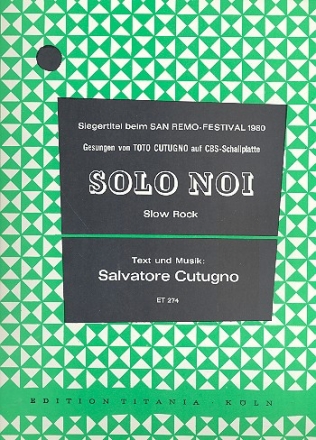 Siegertitel beim SAN REMO-FESTIVAL 1980
Gesungen von TOTO CUTUGNO auf CBS-Schallplatte
SOLO NOI
Slow Rock
Text und Musik:
Salvatore Cutugno
ET 274
EDITION TITANIA · KÖLN